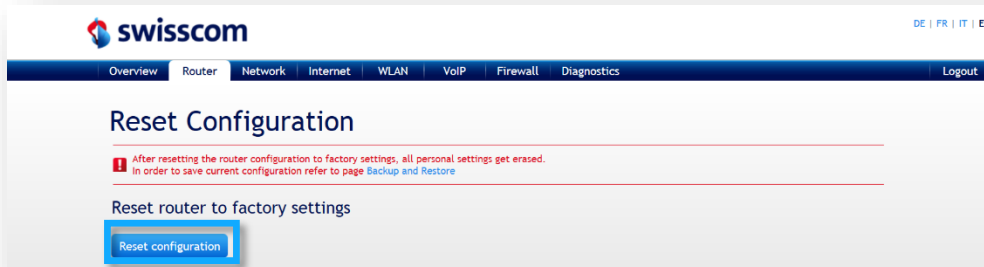 swisscom
DE | FR | IT | E
Overview Router Network Internet WLAN VoIP Firewall Diagnostics Logout
Reset Configuration
After resetting the router configuration to factory settings, all personal settings get erased.
In order to save current configuration refer to page Backup and Restore
Reset router to factory settings
Reset configuration